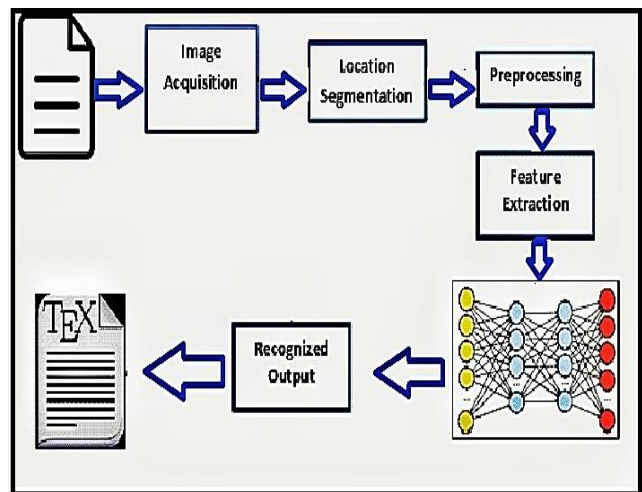 Image
Acquisition
Location
Segmentation
Preprocessing
Feature
Extraction
TEX
Recognized
Output